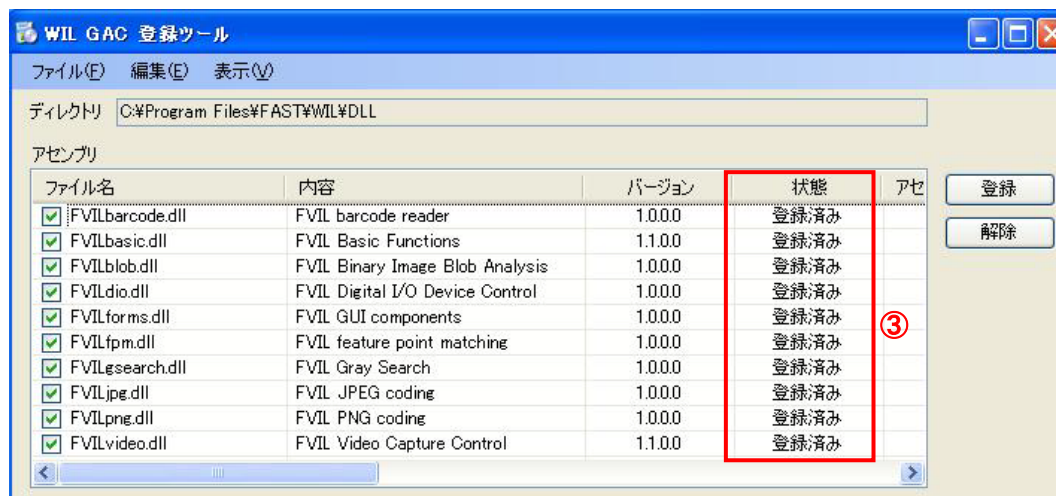 WIL GAC 登録ツール
ファイル(F) 編集(E) 表示(V)
ディレクトリ C:¥Program Files¥FAST¥WIL¥DLL
アセンブリ
ファイル名 内容 バージョン 状態 アセ
FVILbarcode.dll FVIL barcode reader 1.0.0.0 登録済み
FVILbasic.dll FVIL Basic Functions 1.1.0.0 登録済み
FVILblob.dll FVIL Binary Image Blob Analysis 1.0.0.0 登録済み
FVILdio.dll FVIL Digital I/O Device Control 1.0.0.0 登録済み
FVILforms.dll FVIL GUI components 1.0.0.0 登録済み
FVILfpm.dll FVIL feature point matching 1.0.0.0 登録済み
FVILgsearch.dll FVIL Gray Search 1.0.0.0 登録済み
FVILjpg.dll FVIL JPEG coding 1.0.0.0 登録済み
FVILpng.dll FVIL PNG coding 1.0.0.0 登録済み
FVILvideo.dll FVIL Video Capture Control 1.1.0.0 登録済み
③
登録
解除